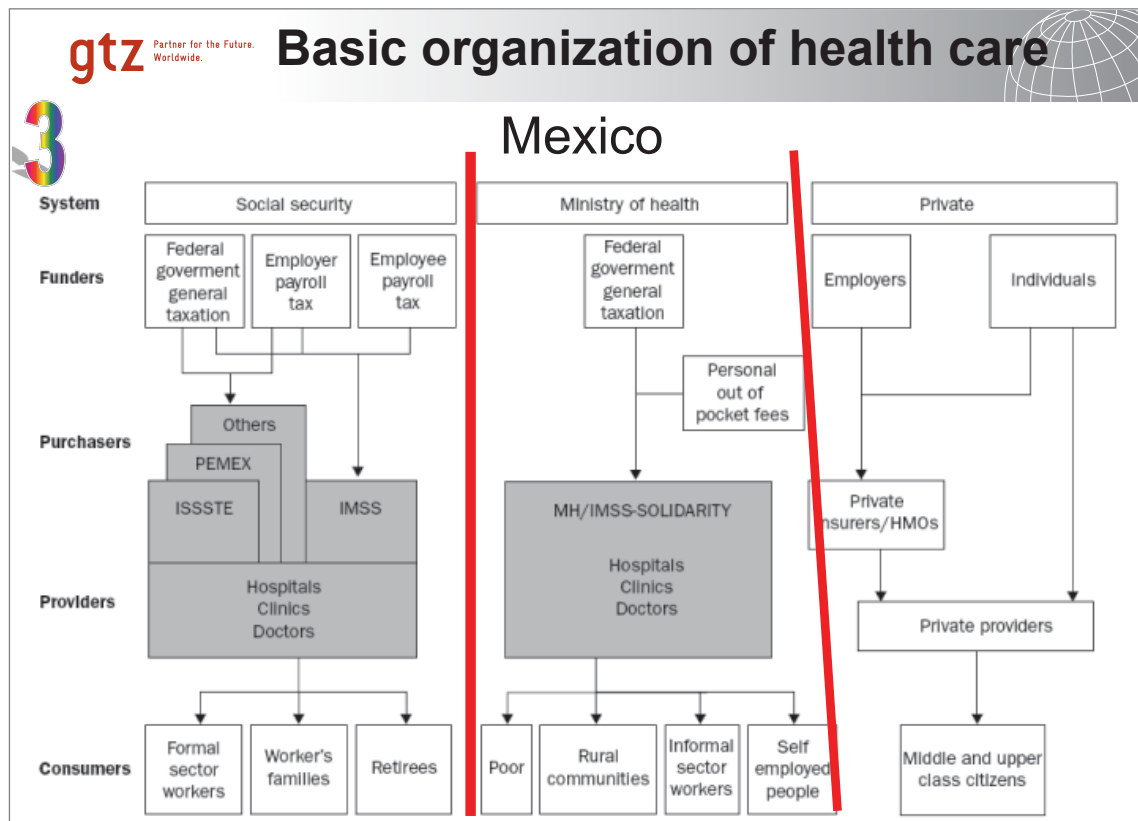 gtz
Partner for the Future.
Worldwide.
Basic organization of health care
3
Mexico
System
Social security
Ministry of health
Private
Funders
Federal
goverment
general
taxation
Employer
payroll
tax
Employee
payroll
tax
Federal
goverment
general
taxation
Employers
Individuals
Personal
out of
pocket fees
Purchasers
Others
PEMEX
ISSSTE
IMSS
MH/IMSS-SOLIDARITY
Private
insurers/HMOs
Providers
Hospitals
Clinics
Doctors
Hospitals
Clinics
Doctors
Private providers
Consumers
Formal
sector
workers
Worker's
families
Retirees
Poor
Rural
communities
Informal
sector
workers
Self
employed
people
Middle and upper
class citizens